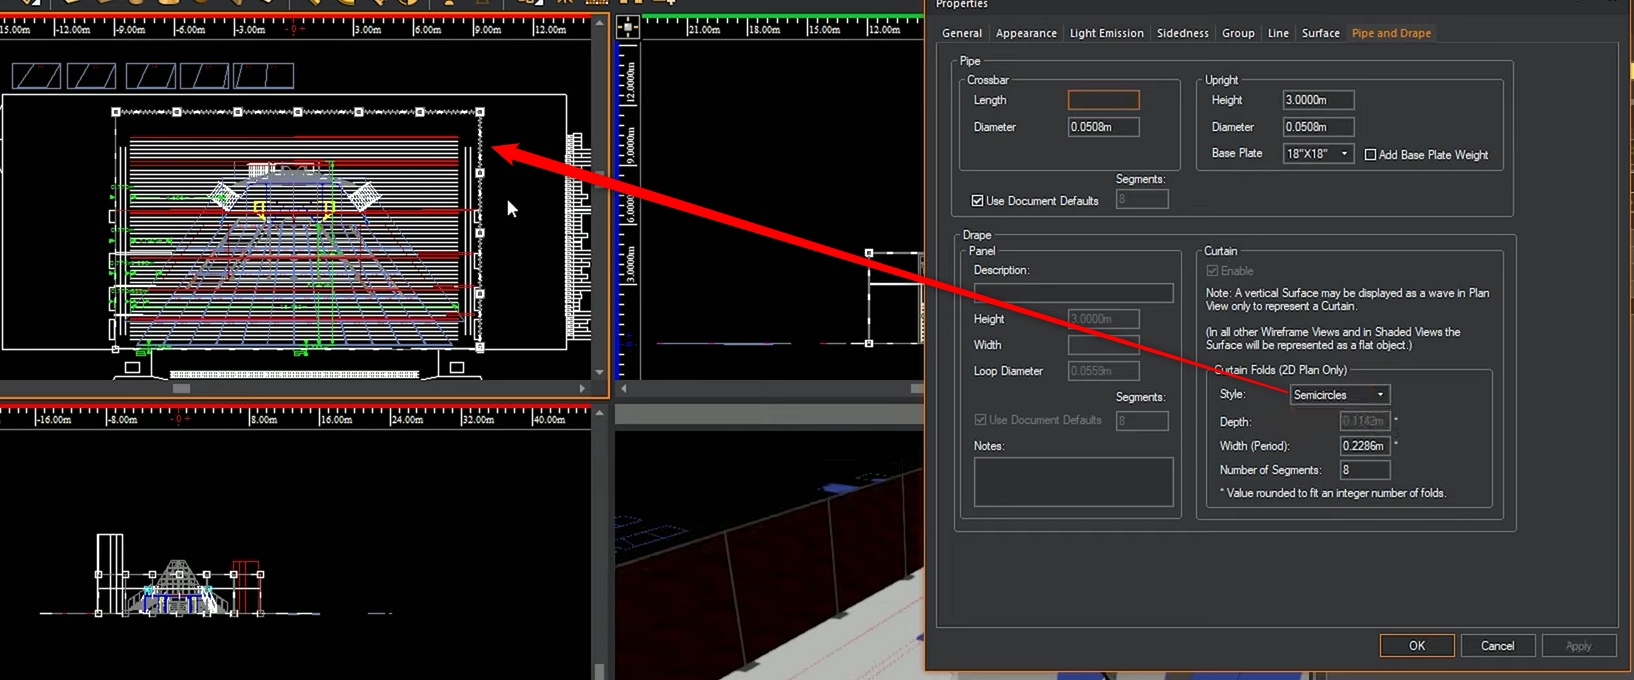 Properties
15.00m -12.00m -9.00m -6.00m -3.00m 0 3.00m 6.00m 9.00m 12.00m
21.00m 18.00m 15.00m 12.00m
12.0000m
9.0000m
6.0000m
3.0000m
-16.00m -8.00m 0 8.00m 16.00m 24.00m 32.00m 40.00m
General Appearance Light Emission Sidedness Group Line Surface Pipe and Drape
Pipe
Crossbar
Length
Diameter 0.0508m
Upright
Height 3.0000m
Diameter 0.0508m
Base Plate 18"X18" Add Base Plate Weight
Segments:
Use Document Defaults 8
Drape
Panel
Description:
Height 3.0000m
Width
Loop Diameter 0.0559m
Segments:
Use Document Defaults 8
Notes:
Curtain
Enable
Note: A vertical Surface may be displayed as a wave in Plan
View only to represent a Curtain.
(In all other Wireframe Views and in Shaded Views the
Surface will be represented as a flat object.)
Curtain Folds (2D Plan Only)
Style: Semicircles
Depth: 0.1142m *
Width (Period): 0.2286m *
Number of Segments: 8
* Value rounded to fit an integer number of folds.
OK Cancel Apply